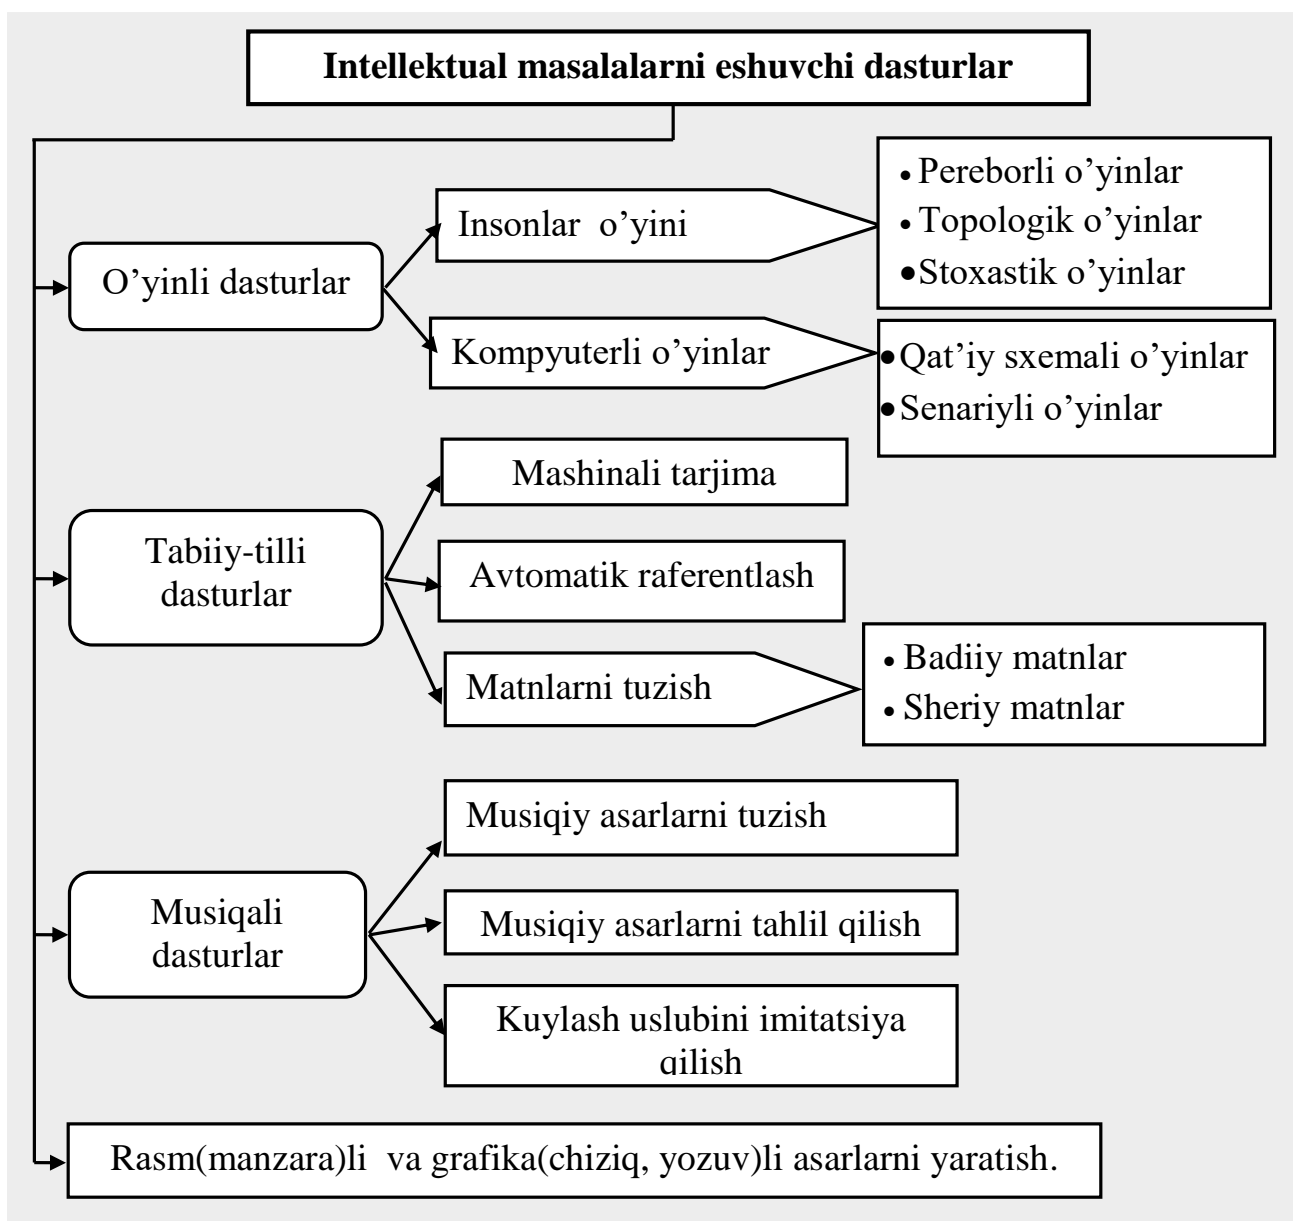 Intellektual masalalarni eshuvchi dasturlar
O’yinli dasturlar
Insonlar o’yini
• Pereborli o’yinlar
• Topologik o’yinlar
• Stoxastik o’yinlar
Kompyuterli o’yinlar
• Qat’iy sxemali o’yinlar
• Senariyli o’yinlar
Tabiiy-tilli
dasturlar
Mashinali tarjima
Avtomatik raferentlash
Matnlarni tuzish
• Badiiy matnlar
• Sheriy matnlar
Musiqali
dasturlar
Musiqiy asarlarni tuzish
Musiqiy asarlarni tahlil qilish
Kuylash uslubini imitatsiya
qilish
Rasm(manzara)li va grafika(chiziq, yozuv)li asarlarni yaratish.